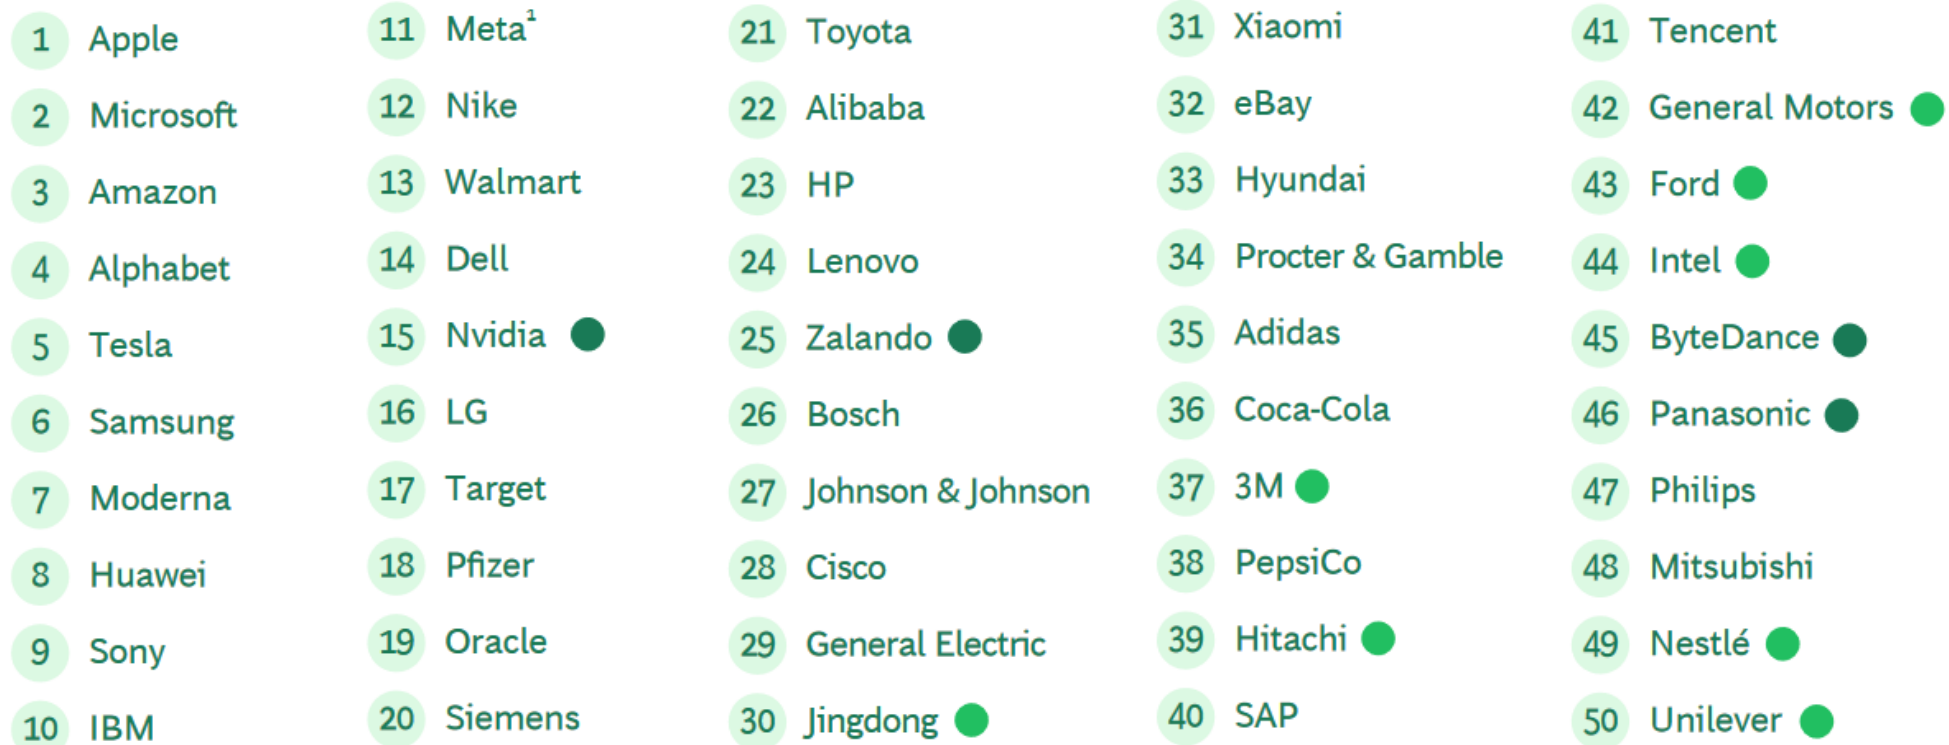 1 Apple
2 Microsoft
3 Amazon
4 Alphabet
5 Tesla
6 Samsung
7 Moderna
8 Huawei
9 Sony
10 IBM
11 Meta¹
12 Nike
13 Walmart
14 Dell
15 Nvidia
16 LG
17 Target
18 Pfizer
19 Oracle
20 Siemens
21 Toyota
22 Alibaba
23 HP
24 Lenovo
25 Zalando
26 Bosch
27 Johnson & Johnson
28 Cisco
29 General Electric
30 Jingdong
31 Xiaomi
32 eBay
33 Hyundai
34 Procter & Gamble
35 Adidas
36 Coca-Cola
37 3M
38 PepsiCo
39 Hitachi
40 SAP
41 Tencent
42 General Motors
43 Ford
44 Intel
45 ByteDance
46 Panasonic
47 Philips
48 Mitsubishi
49 Nestlé
50 Unilever